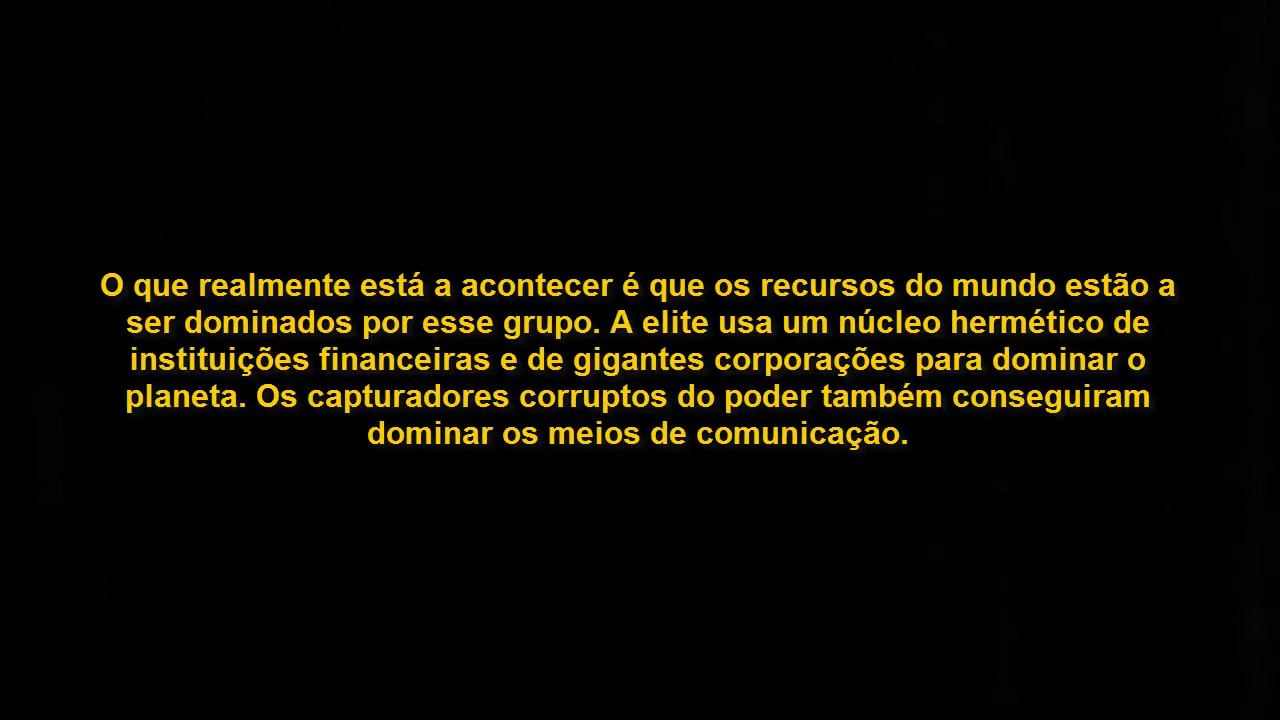 O que realmente está a acontecer é que os recursos do mundo estão a
ser dominados por esse grupo. A elite usa um núcleo hermético de
instituições financeiras e de gigantes corporações para dominar o
planeta. Os capturadores corruptos do poder também conseguiram
dominar os meios de comunicação.